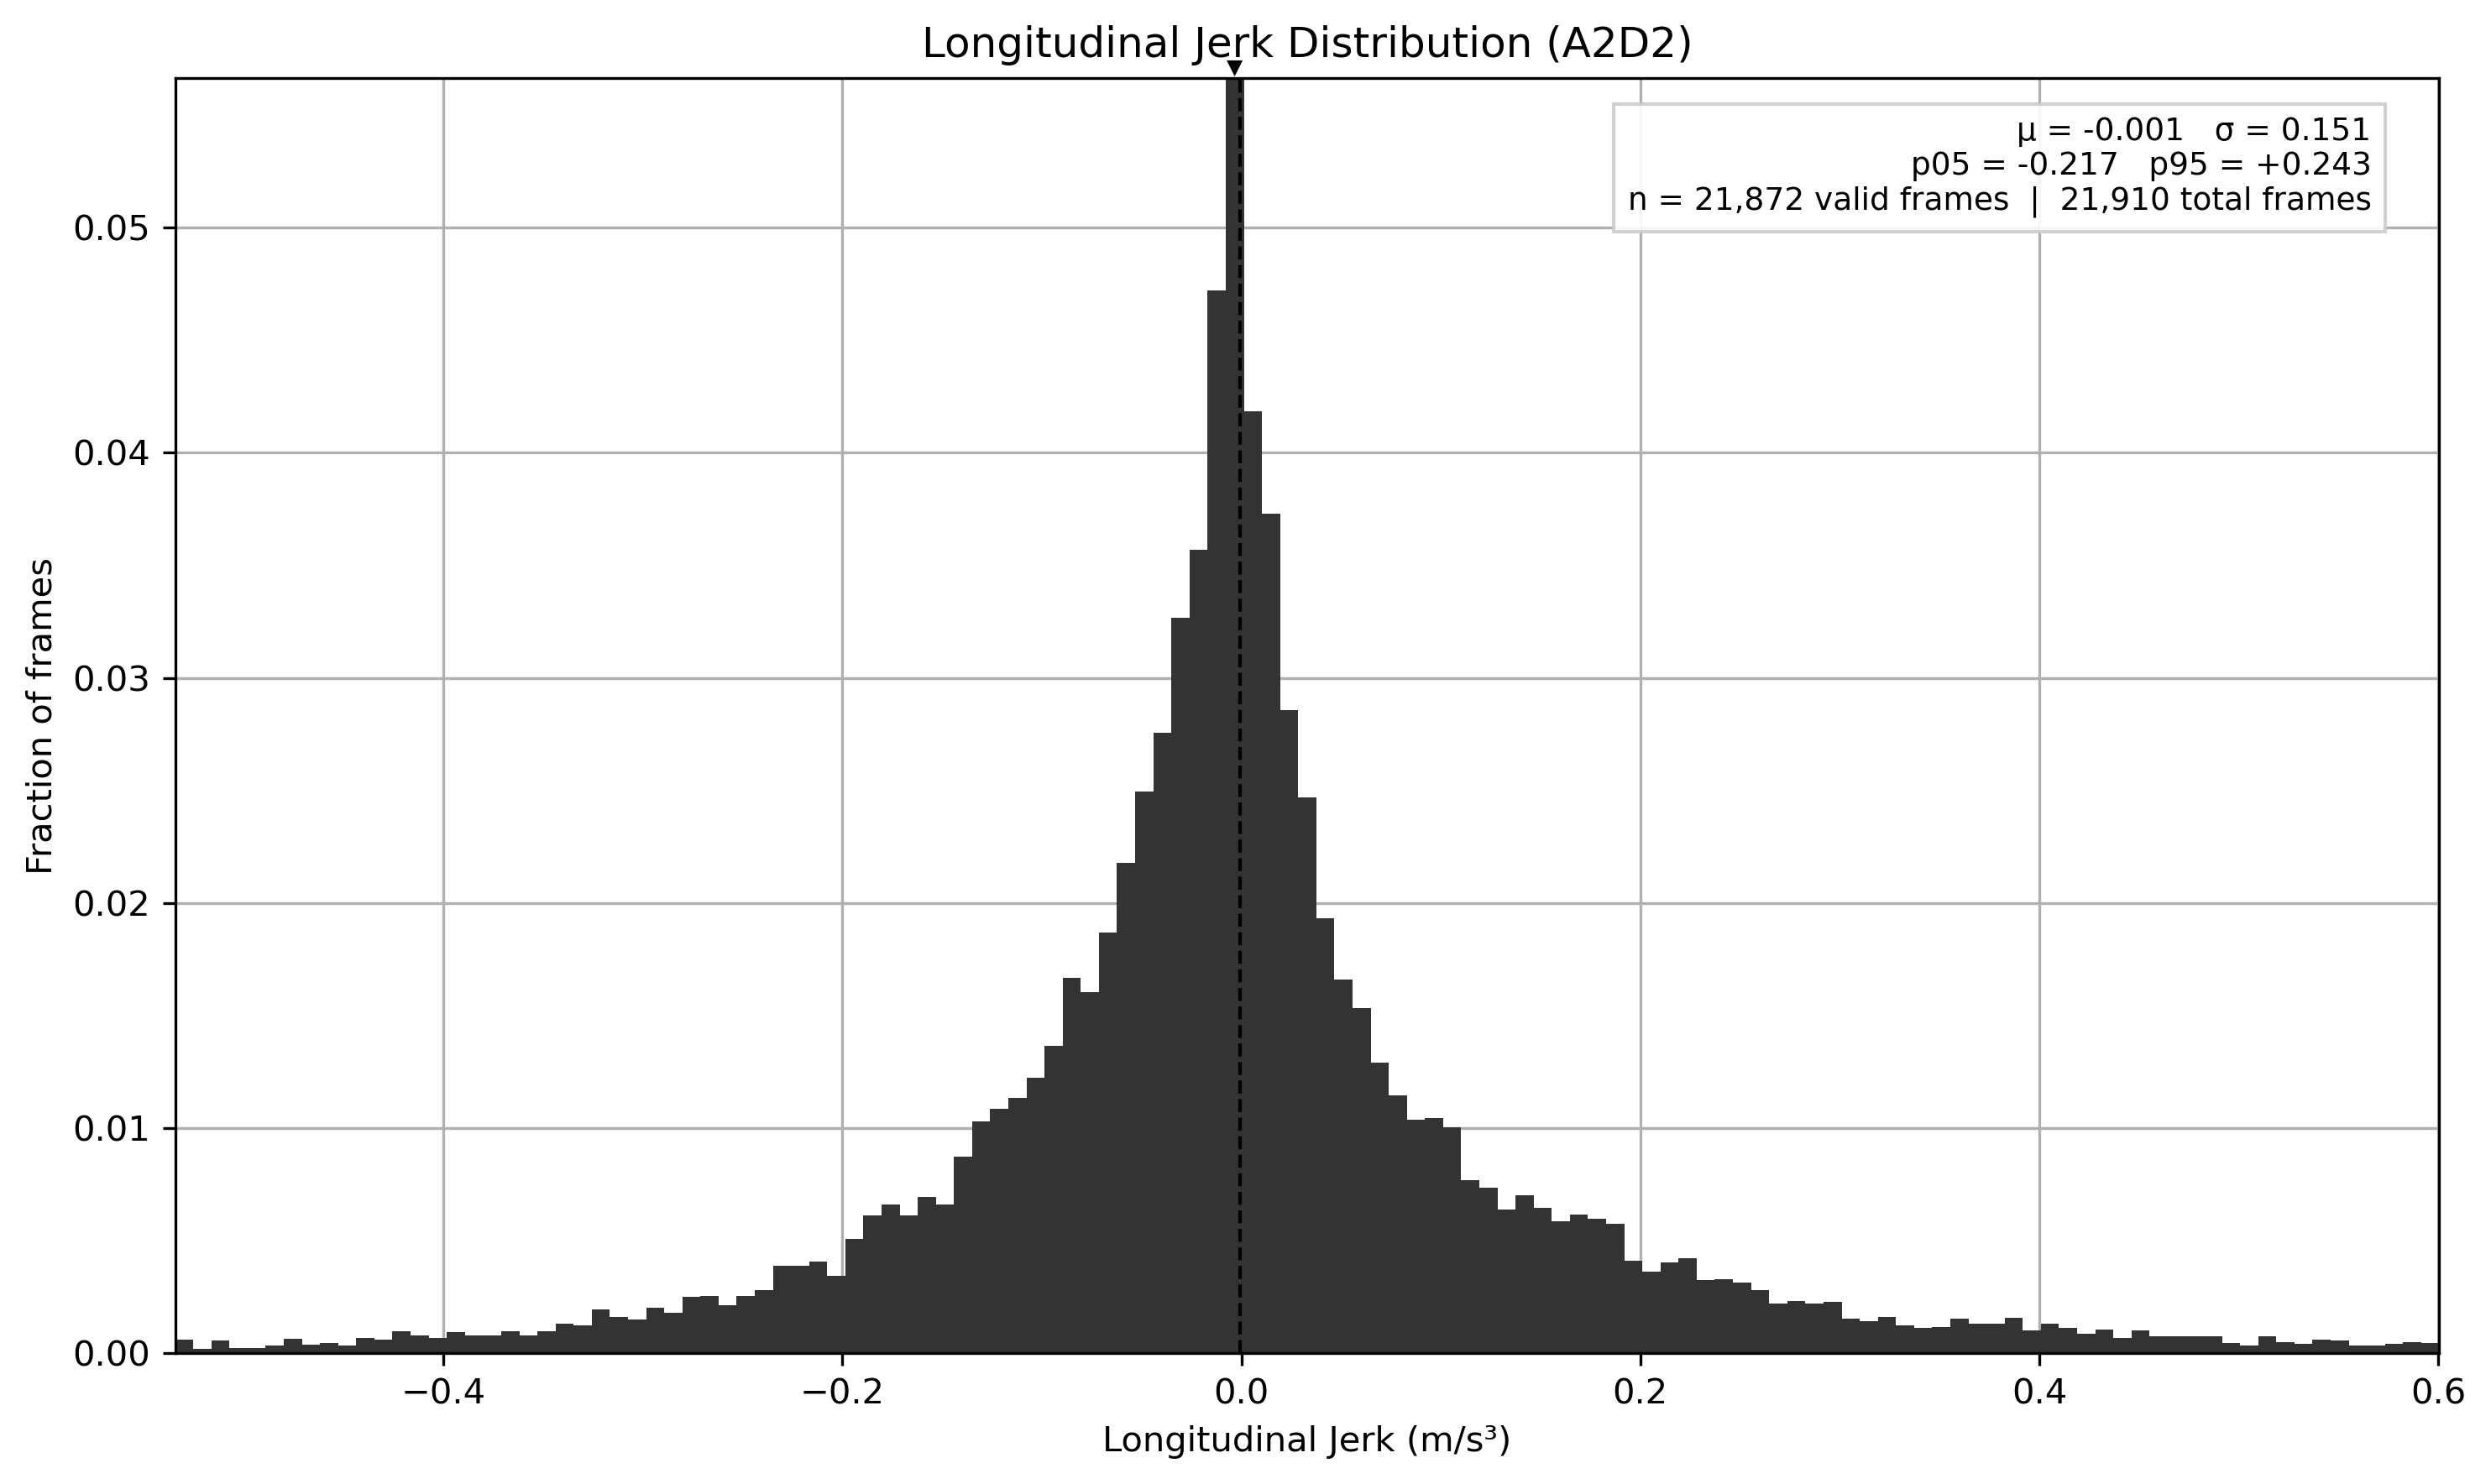 Longitudinal Jerk Distribution (A2D2)
μ = -0.001 σ = 0.151
p05 = -0.217 p95 = +0.243
n = 21,872 valid frames | 21,910 total frames
Fraction of frames
0.05
0.04
0.03
0.02
0.01
0.00
−0.4 −0.2 0.0 0.2 0.4 0.6
Longitudinal Jerk (m/s³)